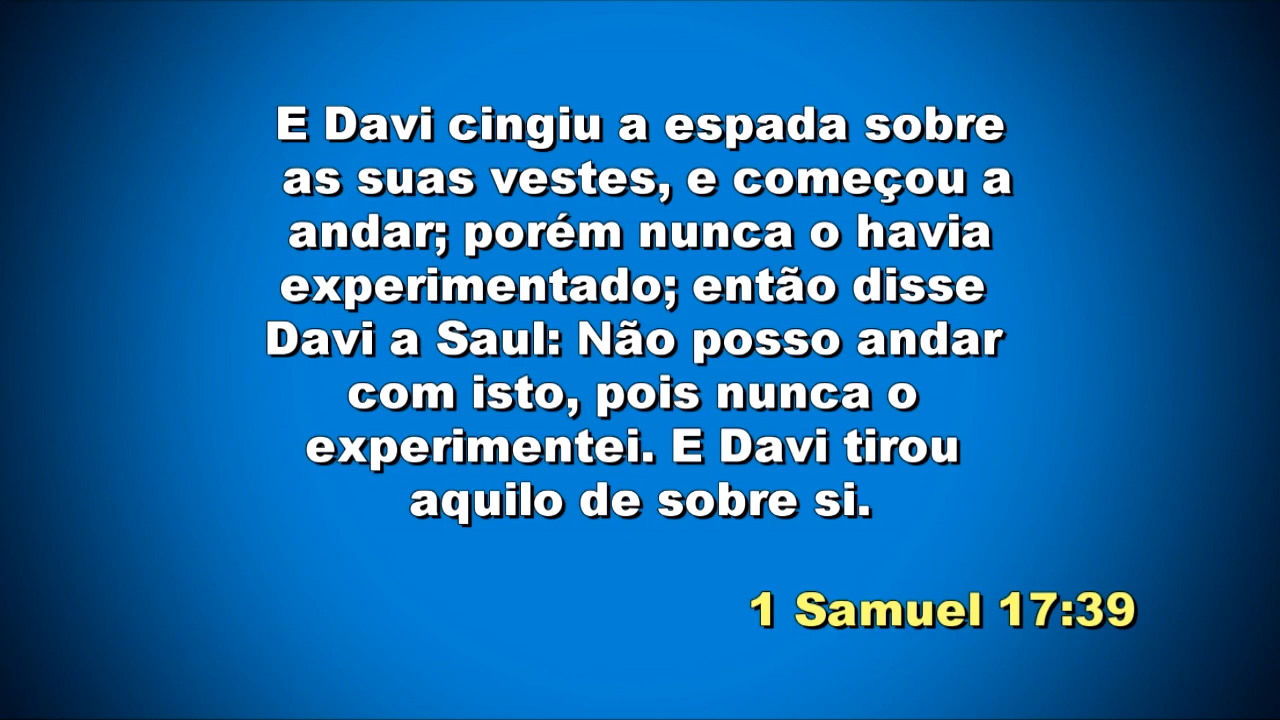 E Davi cingiu a espada sobre
as suas vestes, e começou a
andar; porém nunca o havia
experimentado; então disse
Davi a Saul: Não posso andar
com isto, pois nunca o
experimentei. E Davi tirou
aquilo de sobre si.
1 Samuel 17:39